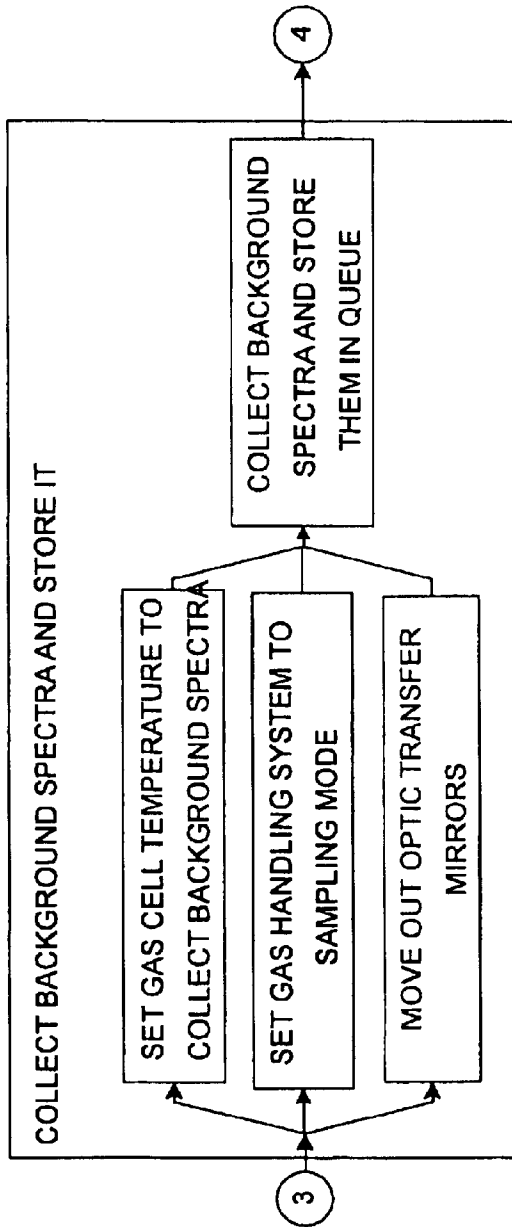 COLLECT BACKGROUND SPECTRA AND STORE IT
3
SET GAS CELL TEMPERATURE TO
COLLECT BACKGROUND SPECTRA
SET GAS HANDLING SYSTEM TO
SAMPLING MODE
MOVE OUT OPTIC TRANSFER
MIRRORS
COLLECT BACKGROUND
SPECTRA AND STORE
THEM IN QUEUE
4